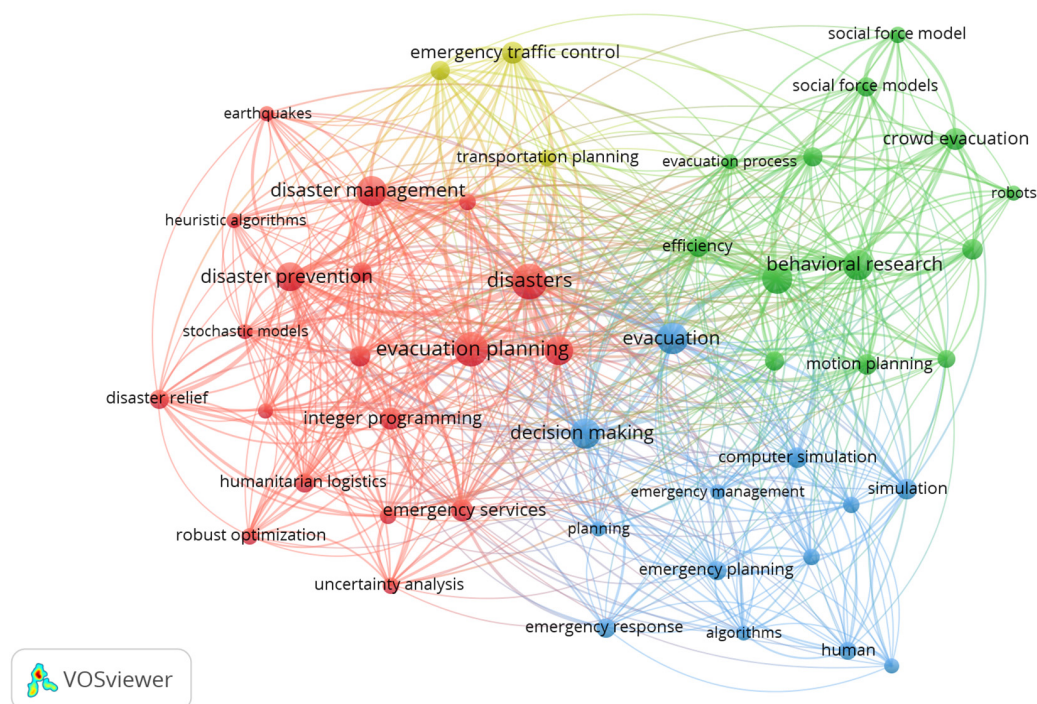 social force model
emergency traffic control
social force models
earthquakes
crowd evacuation
transportation planning
evacuation process
disaster management
robots
heuristic algorithms
efficiency
behavioral research
disaster prevention
disasters
stochastic models
evacuation
evacuation planning
motion planning
disaster relief
integer programming
decision making
computer simulation
humanitarian logistics
emergency management
simulation
emergency services
planning
robust optimization
emergency planning
uncertainty analysis
emergency response
algorithms
human
VOSviewer